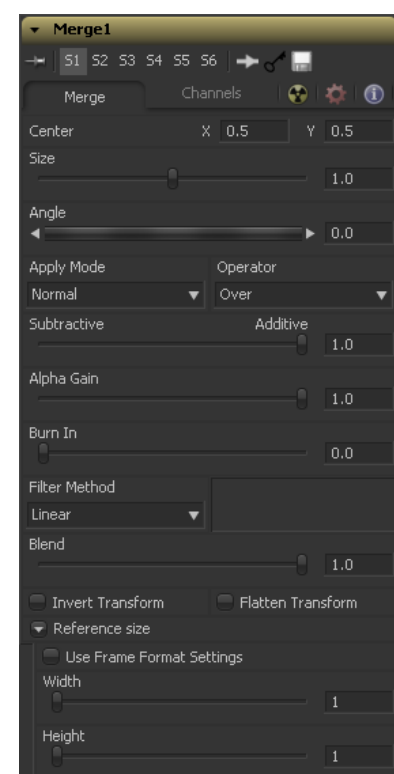 Merge1
S1 S2 S3 S4 S5 S6
Merge Channels
Center X 0.5 Y 0.5
Size
1.0
Angle
0.0
Apply Mode Operator
Normal Over
Subtractive Additive
1.0
Alpha Gain
1.0
Burn In
0.0
Filter Method
Linear
Blend
1.0
Invert Transform Flatten Transform
Reference size
Use Frame Format Settings
Width
1
Height
1